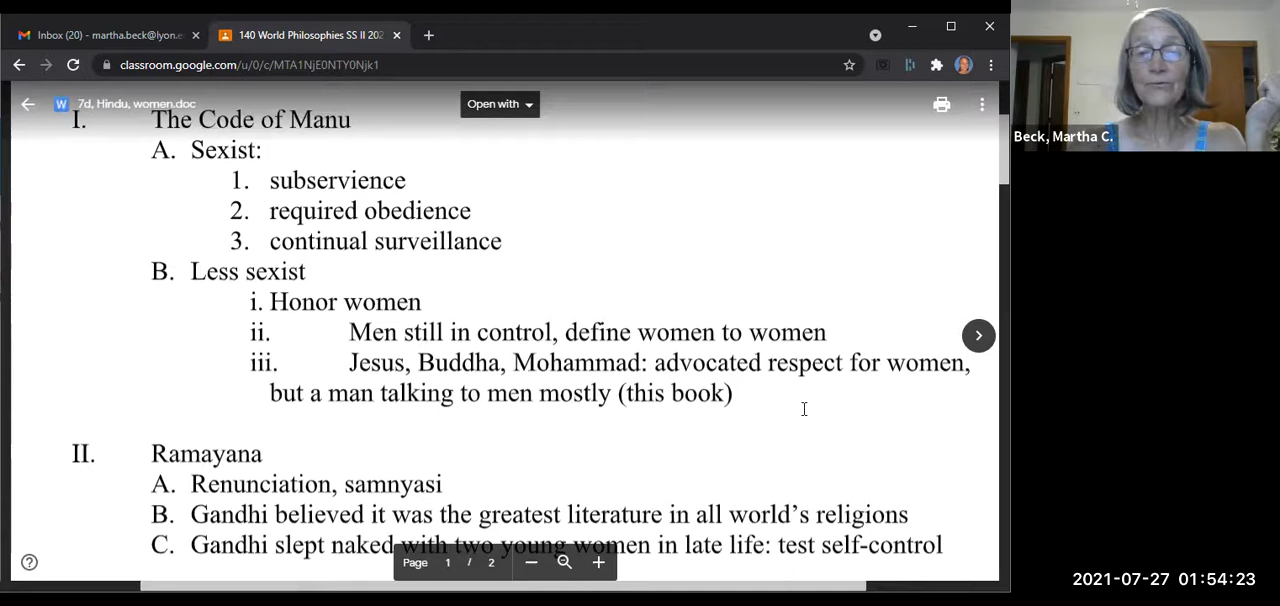 Inbox (20) - martha.beck@lyon.e
140 World Philosophies SS II 202
classroom.google.com/u/0/c/MTA1NjE0NTY0Njk1
W 7d, Hindu, women.doc
Open with
Beck, Martha C.
I. The Code of Manu
A. Sexist:
1. subservience
2. required obedience
3. continual surveillance
B. Less sexist
i. Honor women
ii. Men still in control, define women to women
iii. Jesus, Buddha, Mohammad: advocated respect for women,
but a man talking to men mostly (this book)
II. Ramayana
A. Renunciation, samnyasi
B. Gandhi believed it was the greatest literature in all world's religions
C. Gandhi slept naked with two young women in late life: test self-control
Page 1 / 2
2021-07-27 01:54:23